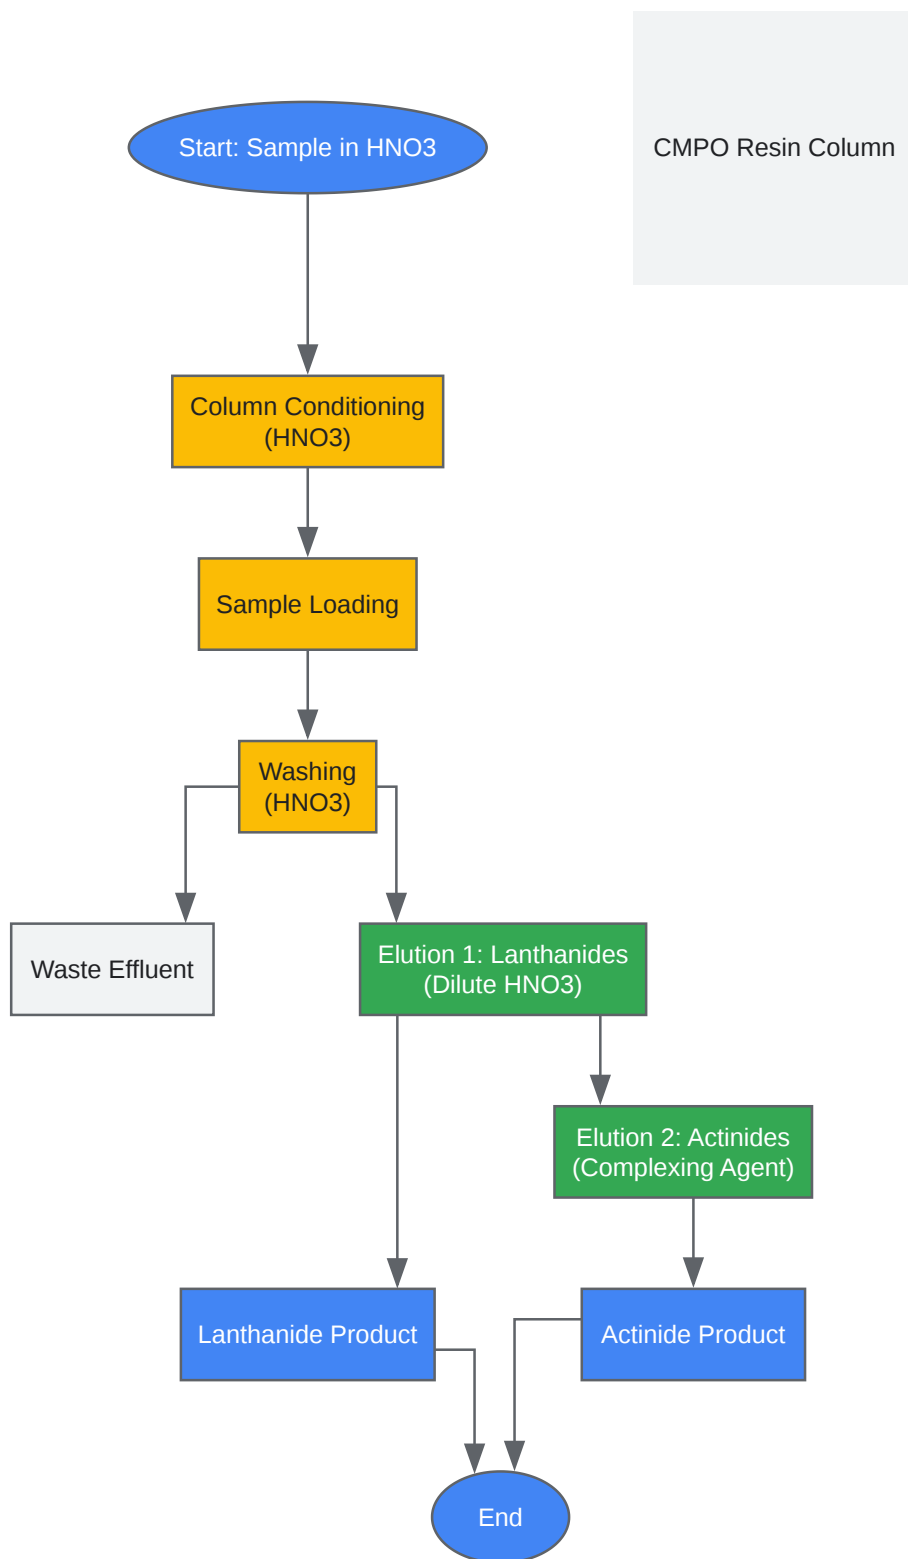 Start: Sample in HNO3
CMPO Resin Column
Column Conditioning
(HNO3)
Sample Loading
Washing
(HNO3)
Waste Effluent
Elution 1: Lanthanides
(Dilute HNO3)
Elution 2: Actinides
(Complexing Agent)
Lanthanide Product
Actinide Product
End